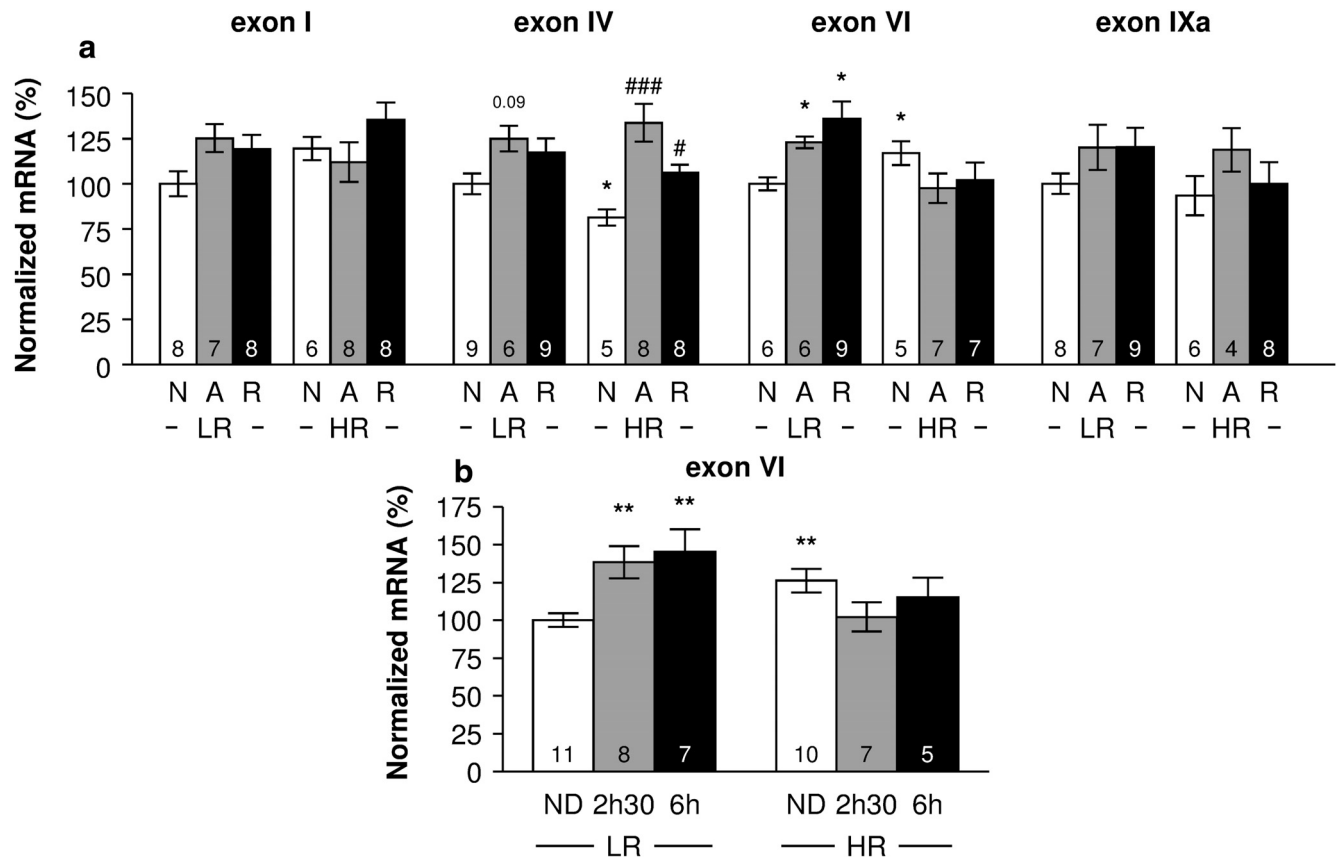 exon I exon IV exon VI exon IXa
a
Normalized mRNA (%)
150
125
100
75
50
25
0
0.09
*
###
#
*
*
*
8 7 8 6 8 8 9 6 9 5 8 8 6 6 9 5 7 7 8 7 9 6 4 8
N A R N A R N A R N A R N A R N A R N A R N A R
- LR - - HR - - LR - - HR - - LR - - HR - - LR - - HR -
b
exon VI
Normalized mRNA (%)
175
150
125
100
75
50
25
0
** ** **
11 8 7 10 7 5
ND 2h30 6h ND 2h30 6h
LR HR